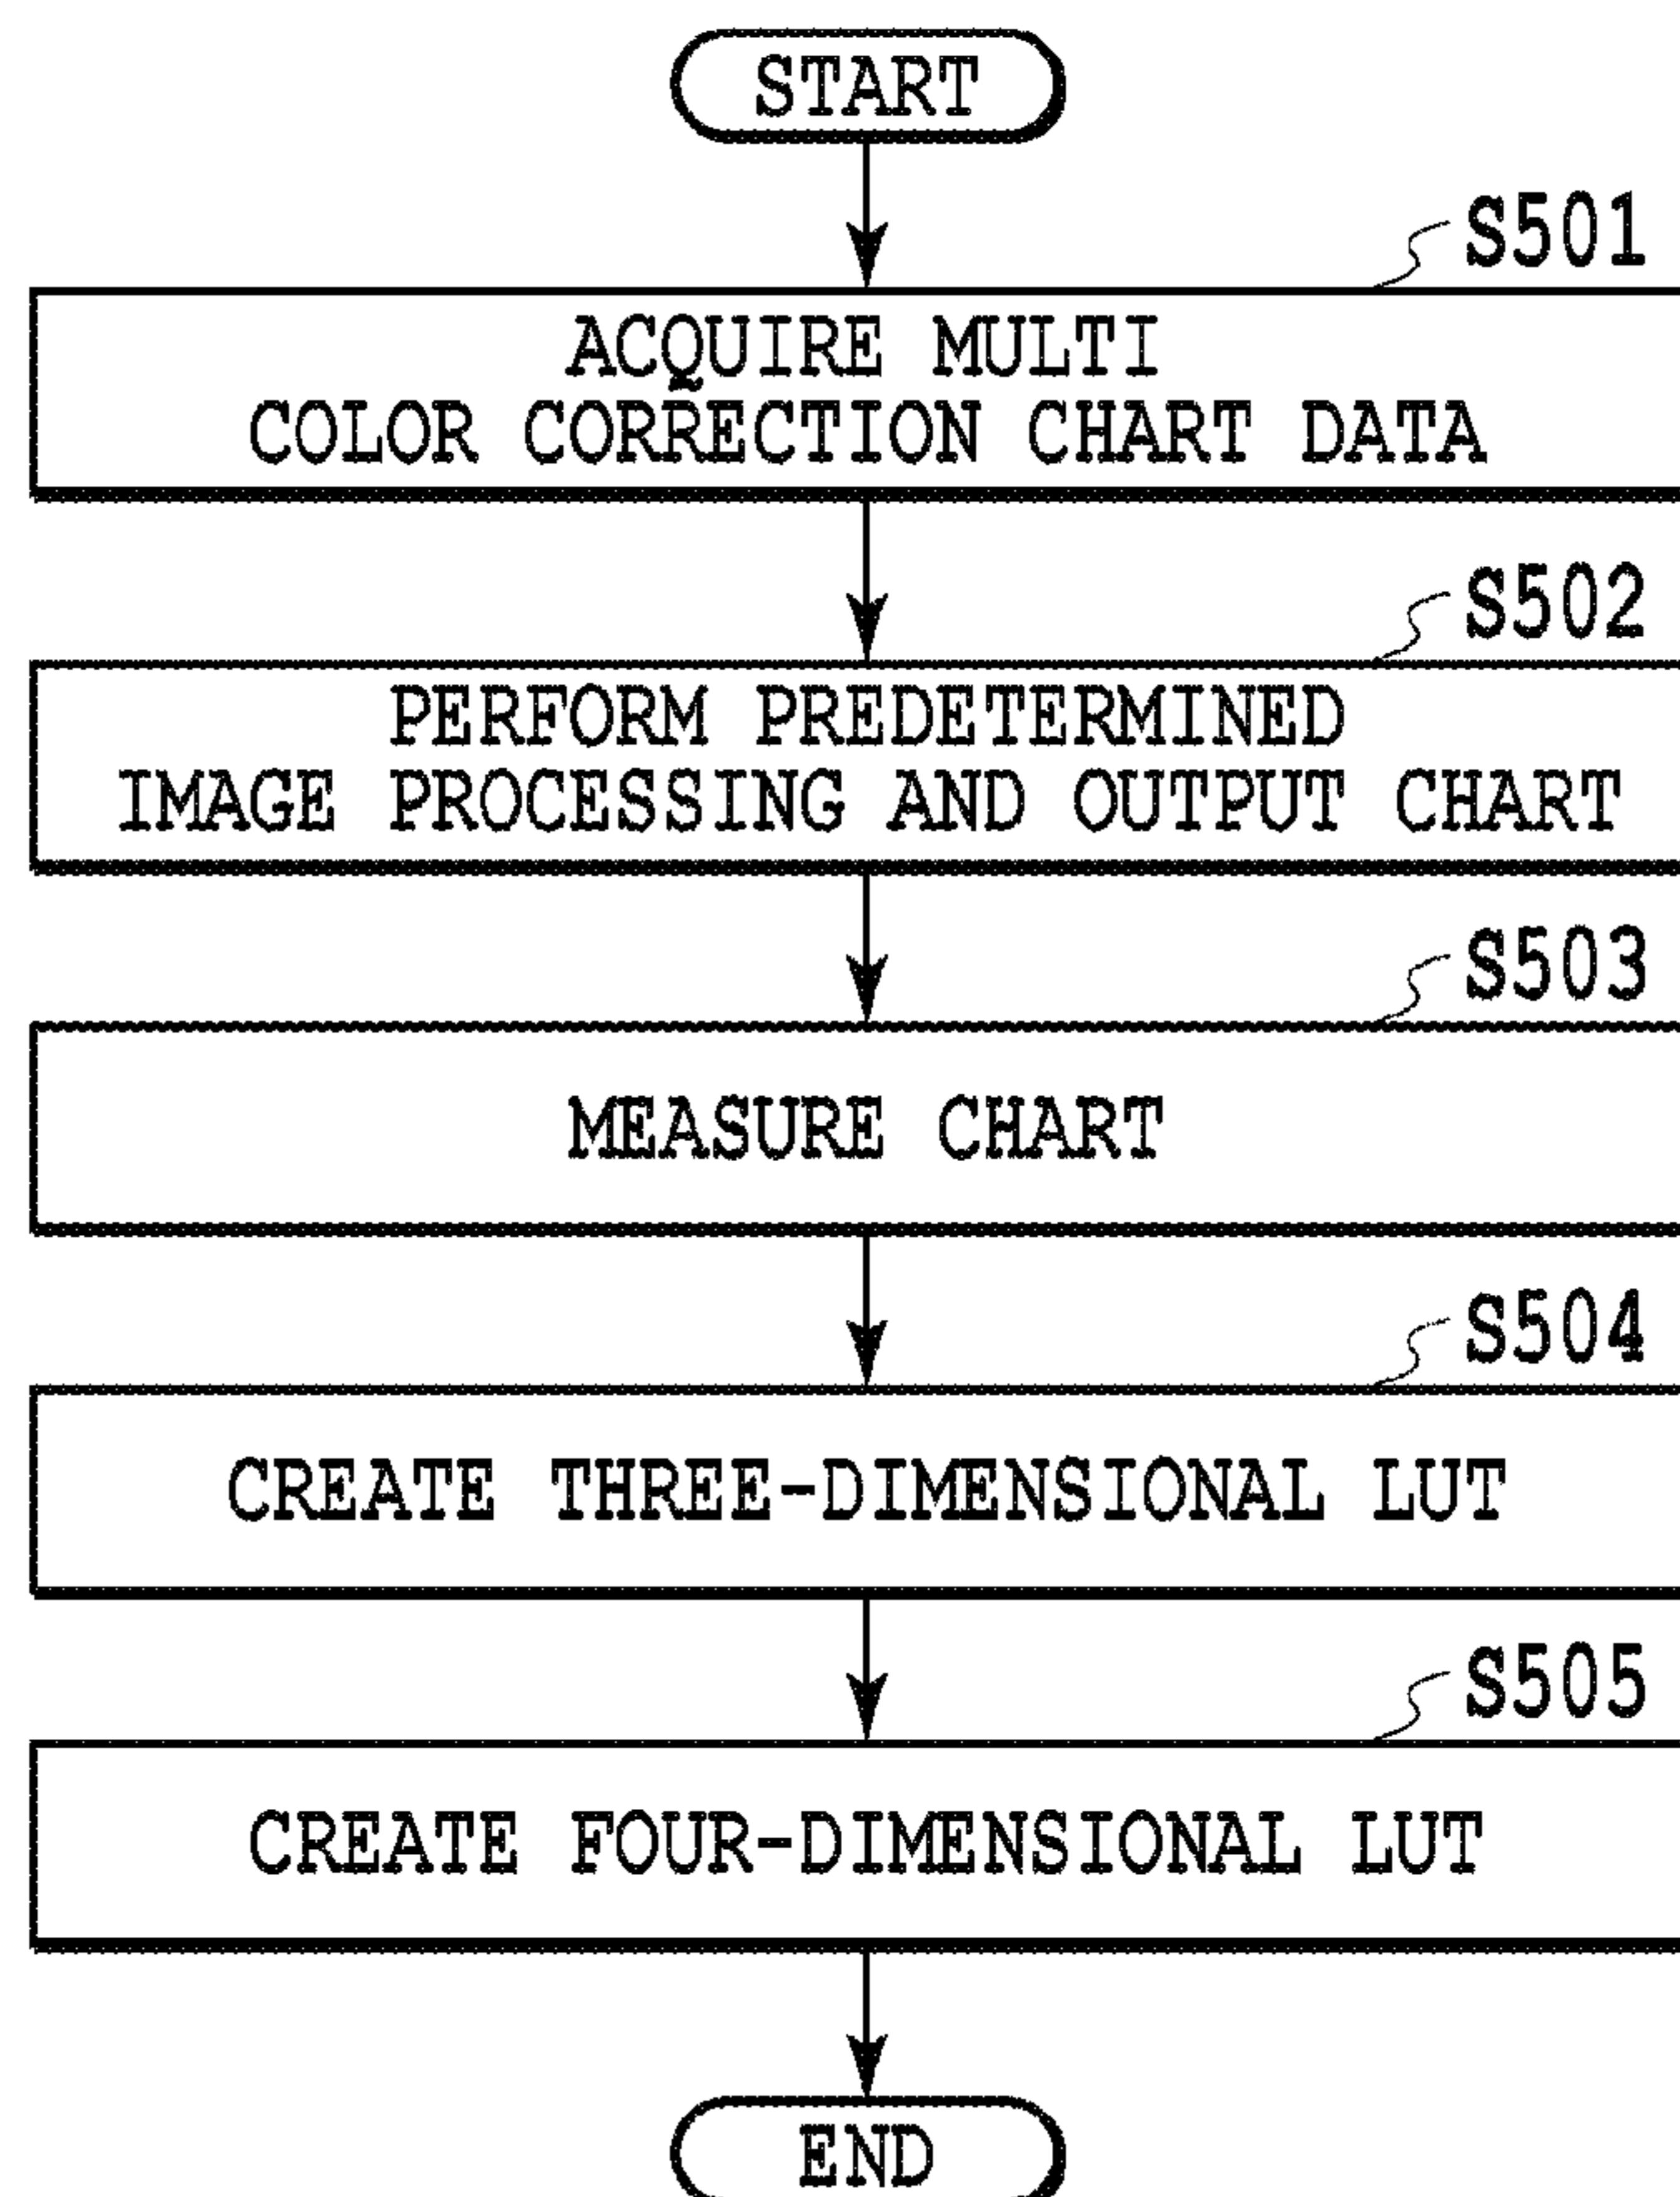 START
S501
ACQUIRE MULTI
COLOR CORRECTION CHART DATA
S502
PERFORM PREDETERMINED
IMAGE PROCESSING AND OUTPUT CHART
S503
MEASURE CHART
S504
CREATE THREE-DIMENSIONAL LUT
S505
CREATE FOUR-DIMENSIONAL LUT
END